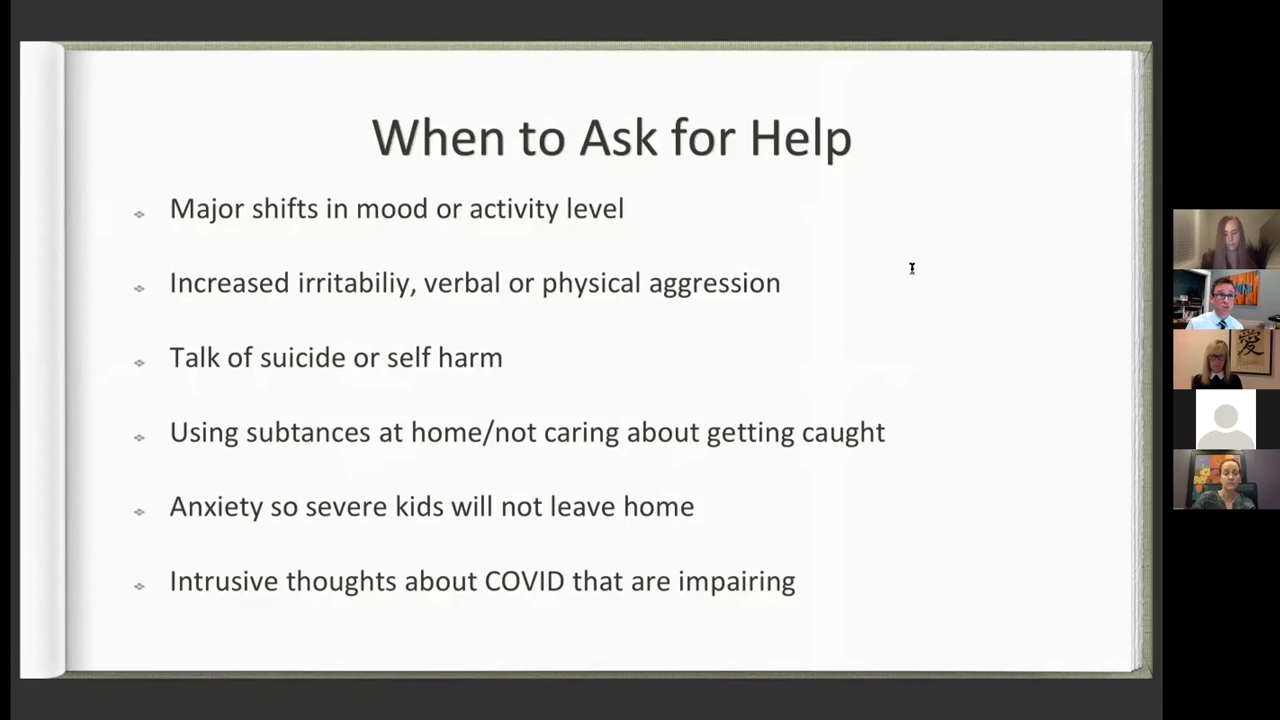 When to Ask for Help
Major shifts in mood or activity level
Increased irritabiliy, verbal or physical aggression
Talk of suicide or self harm
Using subtances at home/not caring about getting caught
Anxiety so severe kids will not leave home
Intrusive thoughts about COVID that are impairing
愛